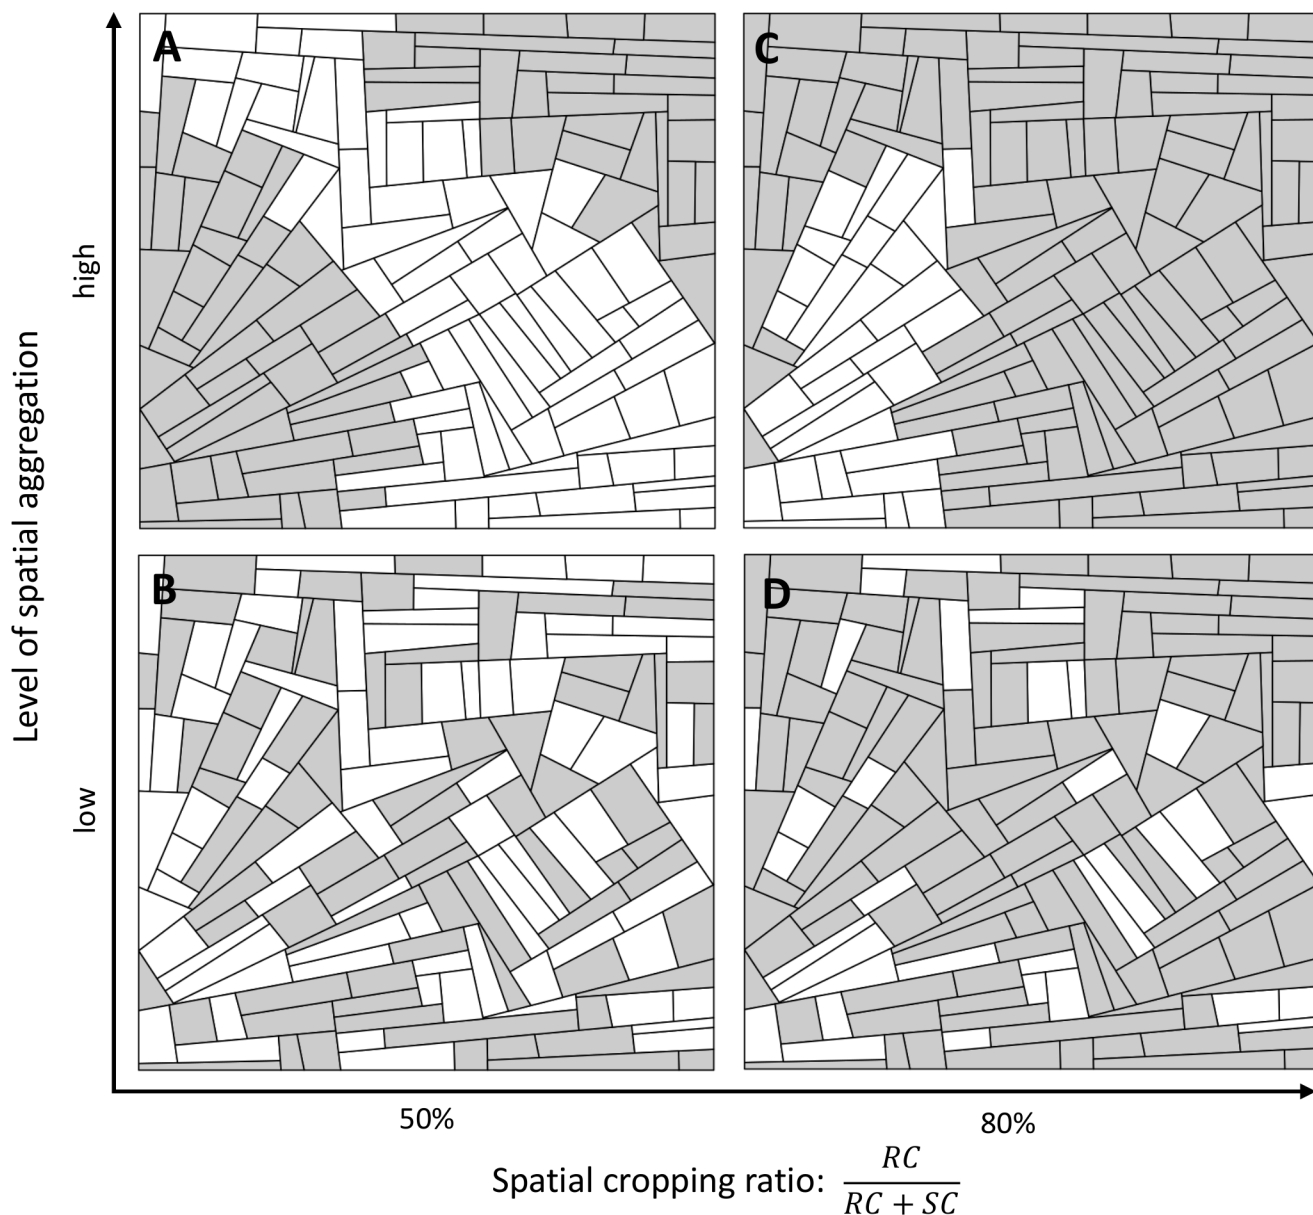 A
C
high
Level of spatial aggregation
B
D
low
50%
80%
Spatial cropping ratio: RC
RC + SC